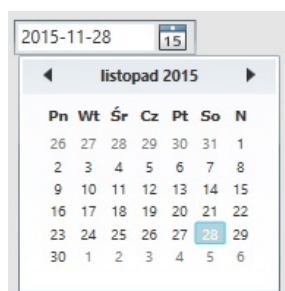 2015-11-28 15
listopad 2015
Pn Wt Śr Cz Pt So N
26 27 28 29 30 31 1
2 3 4 5 6 7 8
9 10 11 12 13 14 15
16 17 18 19 20 21 22
23 24 25 26 27 28 29
30 1 2 3 4 5 6